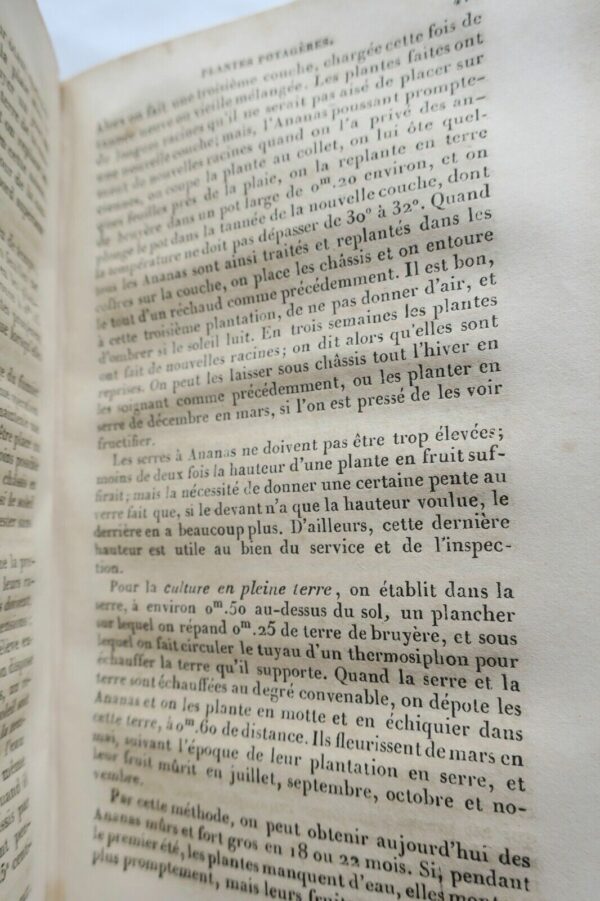 PLANTES POTAGÈRES.
Alors on fait une troisième couche, chargée cette fois de
tannée neuve ou vieille mélangée. Les plantes faites ont
de longues racines qu'il ne serait pas aisé de placer sur
une nouvelle couche; mais, l'Ananas poussant prompte-
ment de nouvelles racines quand on l'a privé des an-
ciennes, on coupe la plante au collet, on lui ôte quel-
ques feuilles près de la plaie, on la replante en terre
de bruyère dans un pot large de 0m.20 environ, et on
plonge le pot dans la tannée de la nouvelle couche, dont
la température ne doit pas dépasser de 30° à 32°. Quand
tous les Ananas sont ainsi traités et replantés dans les
coffres sur la couche, on place les châssis et on entoure
le tout d'un réchaud comme précédemment. Il est bon,
à cette troisième plantation, de ne pas donner d'air, et
d'ombrer si le soleil luit. En trois semaines les plantes
ont fait de nouvelles racines; on dit alors qu'elles sont
reprises. On peut les laisser sous châssis tout l'hiver en
les soignant comme précédemment, ou les planter en
serre de décembre en mars, si l'on est pressé de les voir
fructifier.
Les serres à Ananas ne doivent pas être trop élevées;
moins de deux fois la hauteur d'une plante en fruit suf-
firait; mais la nécessité de donner une certaine pente au
verre fait que, si le devant n'a que la hauteur voulue, le
derrière en a beaucoup plus. D'ailleurs, cette dernière
hauteur est utile au bien du service et de l'inspec-
tion.
Pour la culture en pleine terre, on établit dans la
serre, à environ 0m.50 au-dessus du sol, un plancher
sur lequel on répand 0m.25 de terre de bruyère, et sous
lequel on fait circuler le tuyau d'un thermosiphon pour
échauffer la terre qu'il supporte. Quand la serre et la
terre sont échauffées au degré convenable, on dépote les
Ananas et on les plante en motte et en échiquier dans
cette terre, à 0m.60 de distance. Ils fleurissent de mars en
mai, suivant l'époque de leur plantation en serre, et
leur fruit mûrit en juillet, septembre, octobre et no-
vembre.
Par cette méthode, on peut obtenir aujourd'hui des
Ananas mûrs et fort gros en 18 ou 22 mois. Si, pendant
le premier été, les plantes manquent d'eau, elles
plus promptement, mais leurs